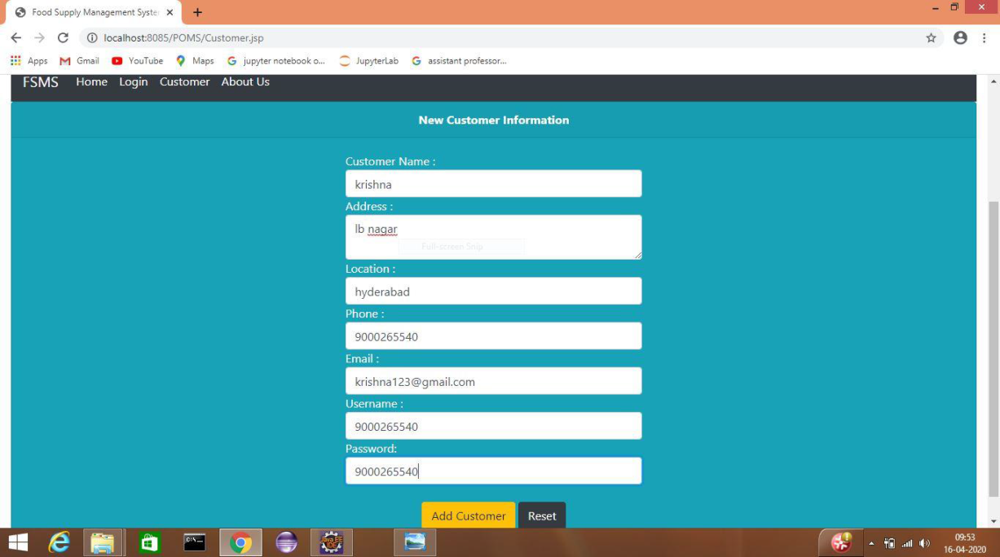 Food Supply Management Syste
localhost:8085/POMS/Customer.jsp
Apps Gmail YouTube Maps jupyter notebook o... JupyterLab assistant professor...
FSMS Home Login Customer About Us
New Customer Information
Customer Name :
krishna
Address :
lb nagar
Full-screen Snip
Location :
hyderabad
Phone :
9000265540
Email :
krishna123@gmail.com
Username :
9000265540
Password:
9000265540
Add Customer Reset
Java EE
IDE
09:53
16-04-2020